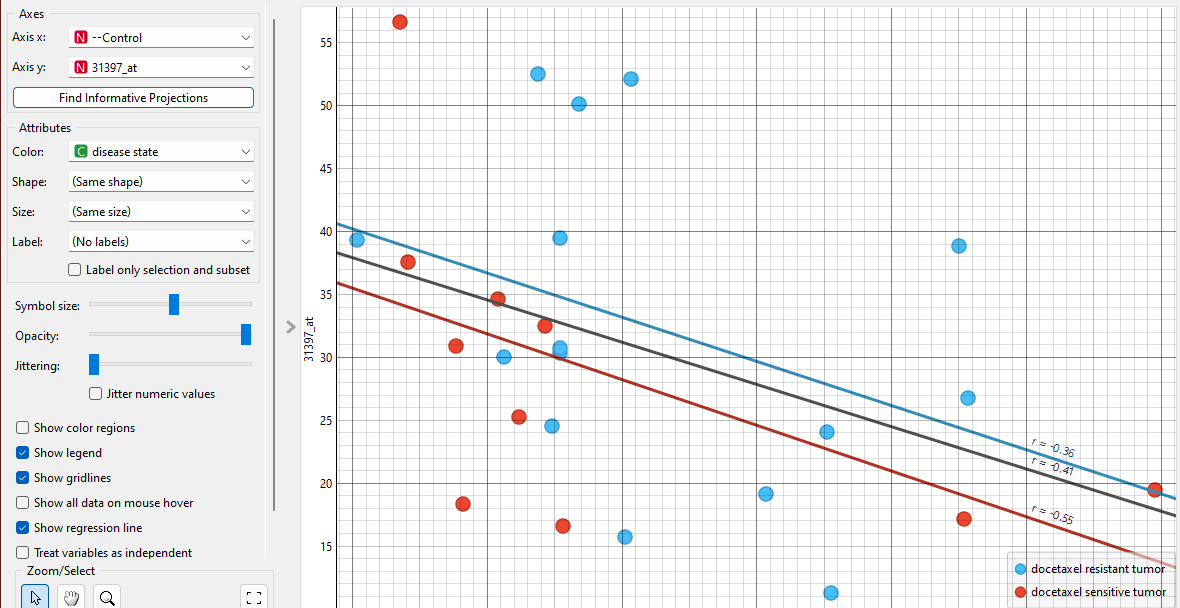 Axes
Axis x: N --Control
Axis y: N 31397_at
Find Informative Projections
Attributes
Color: C disease state
Shape: (Same shape)
Size: (Same size)
Label: (No labels)
Label only selection and subset
Symbol size:
Opacity:
Jittering:
Jitter numeric values
Show color regions
Show legend
Show gridlines
Show all data on mouse hover
Show regression line
Treat variables as independent
Zoom/Select
31397_at
55
50
45
40
35
30
25
20
15
r = -0.36
r = -0.41
r = -0.55
docetaxel resistant tumor
docetaxel sensitive tumor